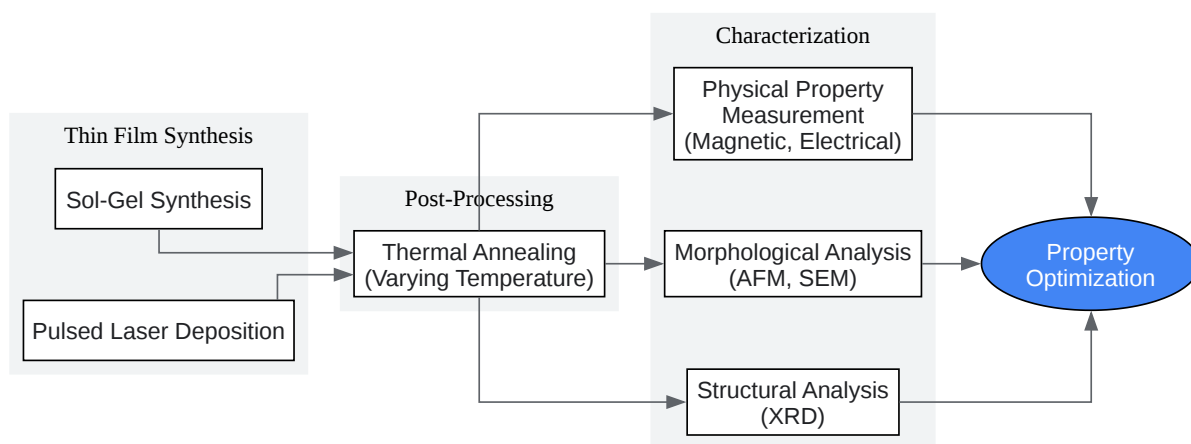 Thin Film Synthesis
Sol-Gel Synthesis
Pulsed Laser Deposition
Post-Processing
Thermal Annealing
(Varying Temperature)
Characterization
Physical Property
Measurement
(Magnetic, Electrical)
Morphological Analysis
(AFM, SEM)
Structural Analysis
(XRD)
Property
Optimization